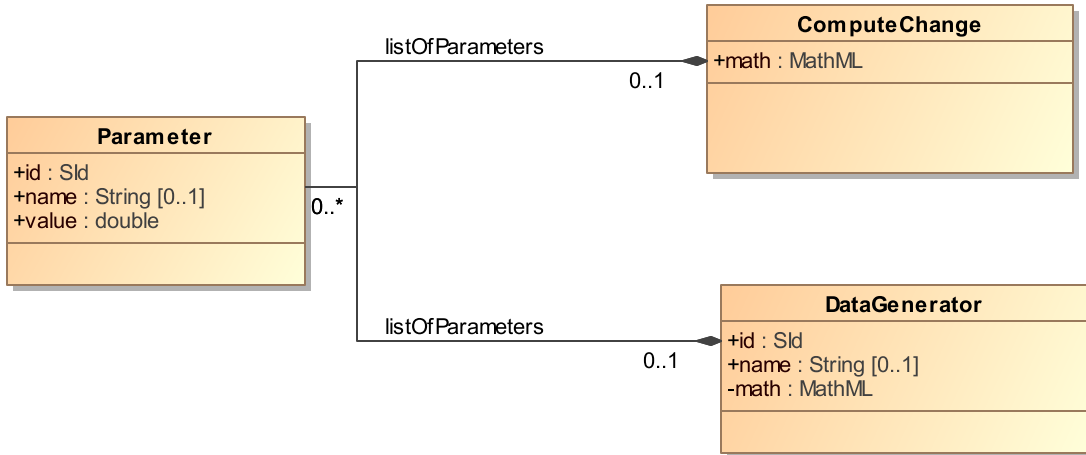 ComputeChange
+math : MathML
listOfParameters
0..1
Parameter
+id : SId
+name : String [0..1]
+value : double
0..*
listOfParameters
0..1
DataGenerator
+id : SId
+name : String [0..1]
-math : MathML